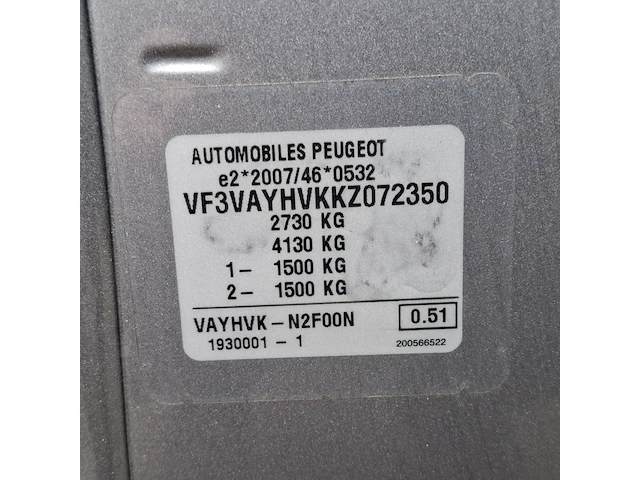 AUTOMOBILES PEUGEOT
e2*2007/46*0532
VF3VAYHVKKZ072350
2730 KG
4130 KG
1- 1500 KG
2- 1500 KG
VAYHVK-N2F00N 0.51
1930001-1 200566522